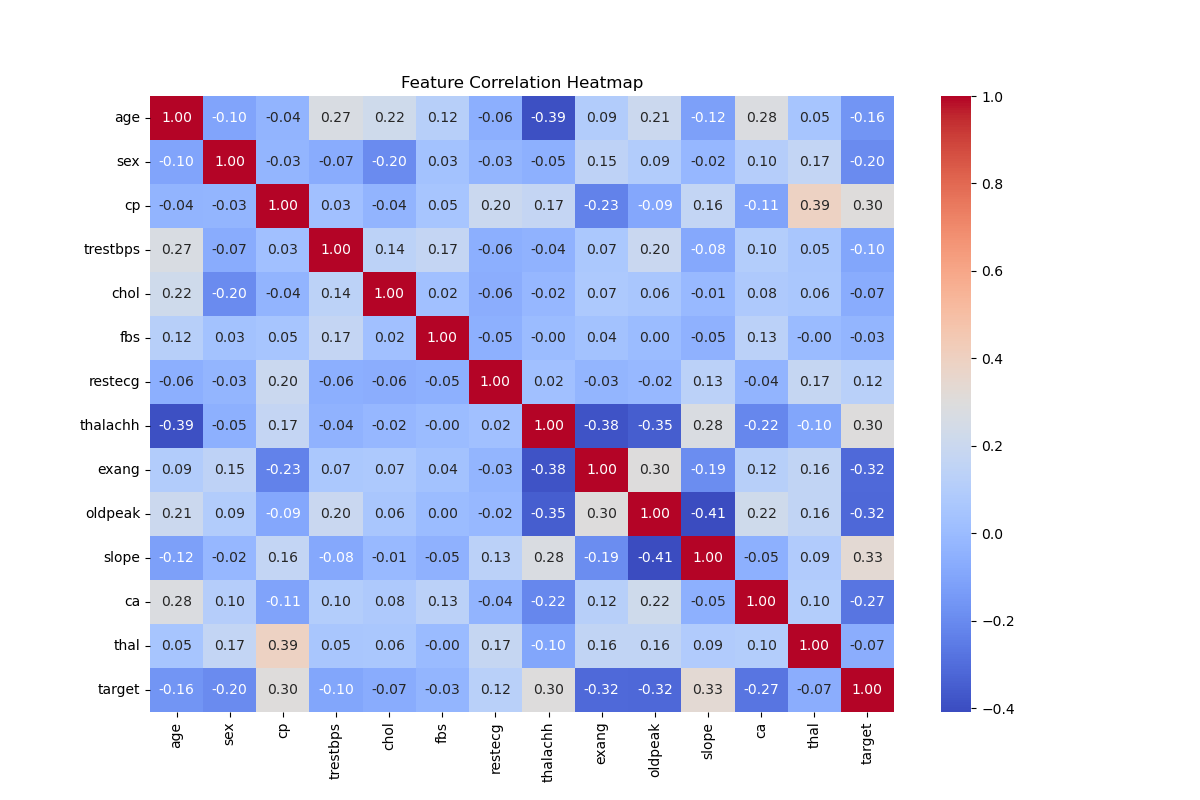 Feature Correlation Heatmap
age 1.00 -0.10 -0.04 0.27 0.22 0.12 -0.06 -0.39 0.09 0.21 -0.12 0.28 0.05 -0.16
sex -0.10 1.00 -0.03 -0.07 -0.20 0.03 -0.03 -0.05 0.15 0.09 -0.02 0.10 0.17 -0.20
cp -0.04 -0.03 1.00 0.03 -0.04 0.05 0.20 0.17 -0.23 -0.09 0.16 -0.11 0.39 0.30
trestbps 0.27 -0.07 0.03 1.00 0.14 0.17 -0.06 -0.04 0.07 0.20 -0.08 0.10 0.05 -0.10
chol 0.22 -0.20 -0.04 0.14 1.00 0.02 -0.06 -0.02 0.07 0.06 -0.01 0.08 0.06 -0.07
fbs 0.12 0.03 0.05 0.17 0.02 1.00 -0.05 -0.00 0.04 0.00 -0.05 0.13 -0.00 -0.03
restecg -0.06 -0.03 0.20 -0.06 -0.06 -0.05 1.00 0.02 -0.03 -0.02 0.13 -0.04 0.17 0.12
thalachh -0.39 -0.05 0.17 -0.04 -0.02 -0.00 0.02 1.00 -0.38 -0.35 0.28 -0.22 -0.10 0.30
exang 0.09 0.15 -0.23 0.07 0.07 0.04 -0.03 -0.38 1.00 0.30 -0.19 0.12 0.16 -0.32
oldpeak 0.21 0.09 -0.09 0.20 0.06 0.00 -0.02 -0.35 0.30 1.00 -0.41 0.22 0.16 -0.32
slope -0.12 -0.02 0.16 -0.08 -0.01 -0.05 0.13 0.28 -0.19 -0.41 1.00 -0.05 0.09 0.33
ca 0.28 0.10 -0.11 0.10 0.08 0.13 -0.04 -0.22 0.12 0.22 -0.05 1.00 0.10 -0.27
thal 0.05 0.17 0.39 0.05 0.06 -0.00 0.17 -0.10 0.16 0.16 0.09 0.10 1.00 -0.07
target -0.16 -0.20 0.30 -0.10 -0.07 -0.03 0.12 0.30 -0.32 -0.32 0.33 -0.27 -0.07 1.00
age sex cp trestbps chol fbs restecg thalachh exang oldpeak slope ca thal target
1.0
0.8
0.6
0.4
0.2
0.0
−0.2
−0.4